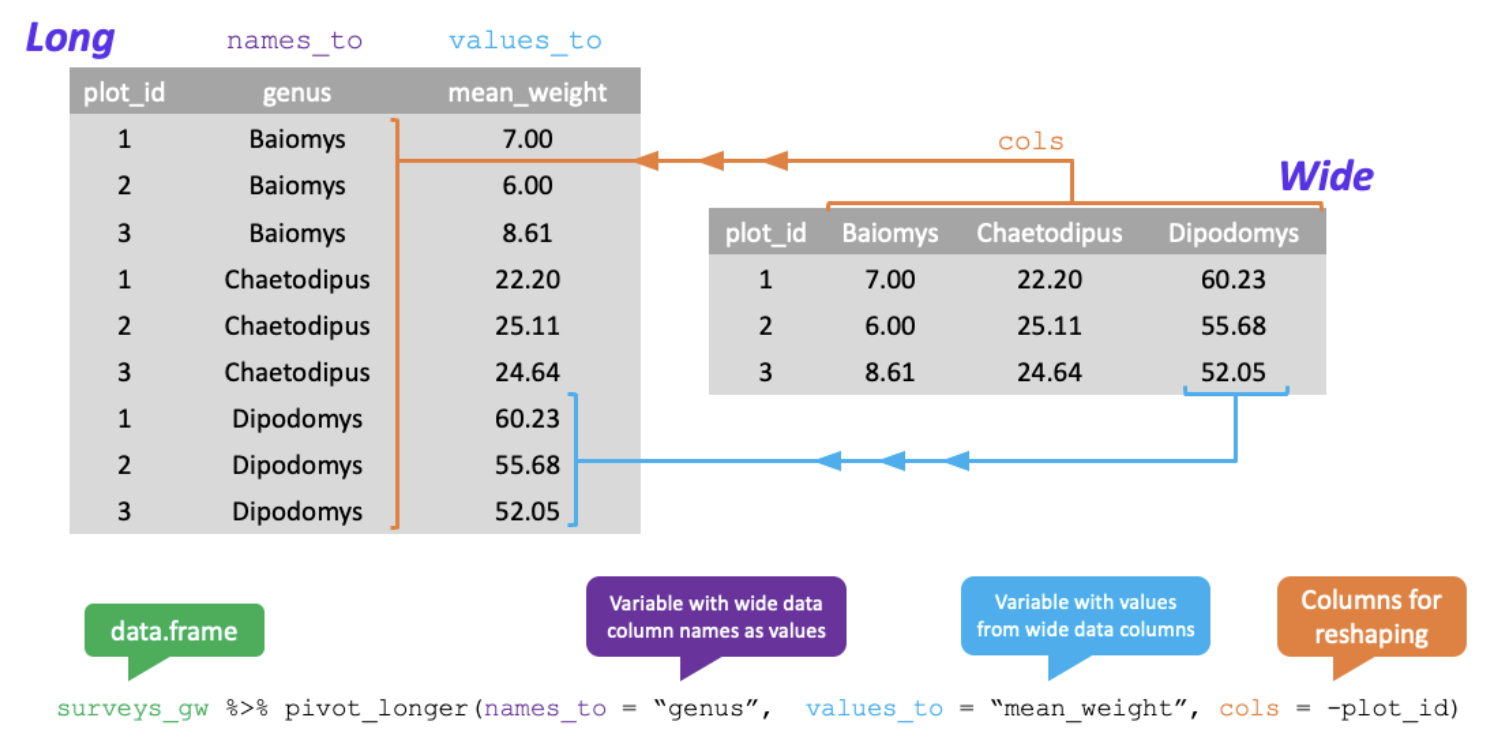 Long names_to values_to
plot_id genus mean_weight
1 Baiomys 7.00
2 Baiomys 6.00
3 Baiomys 8.61
1 Chaetodipus 22.20
2 Chaetodipus 25.11
3 Chaetodipus 24.64
1 Dipodomys 60.23
2 Dipodomys 55.68
3 Dipodomys 52.05
cols
Wide
plot_id Baiomys Chaetodipus Dipodomys
1 7.00 22.20 60.23
2 6.00 25.11 55.68
3 8.61 24.64 52.05
data.frame
Variable with wide data
column names as values
Variable with values
from wide data columns
Columns for
reshaping
surveys_gw %>% pivot_longer(names_to = “genus”, values_to = “mean_weight”, cols = -plot_id)